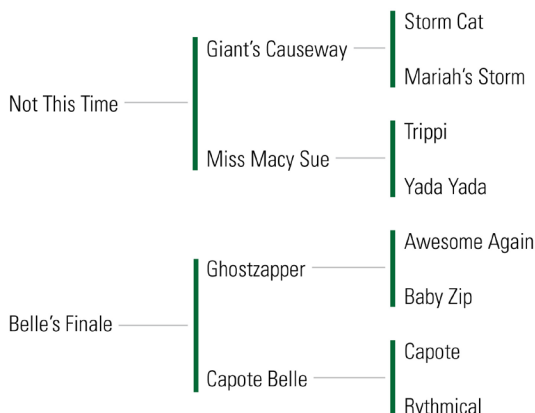 Storm Cat
Giant's Causeway
Mariah's Storm
Not This Time
Trippi
Miss Macy Sue
Yada Yada
Awesome Again
Ghostzapper
Baby Zip
Belle's Finale
Capote
Capote Belle
Rythmical